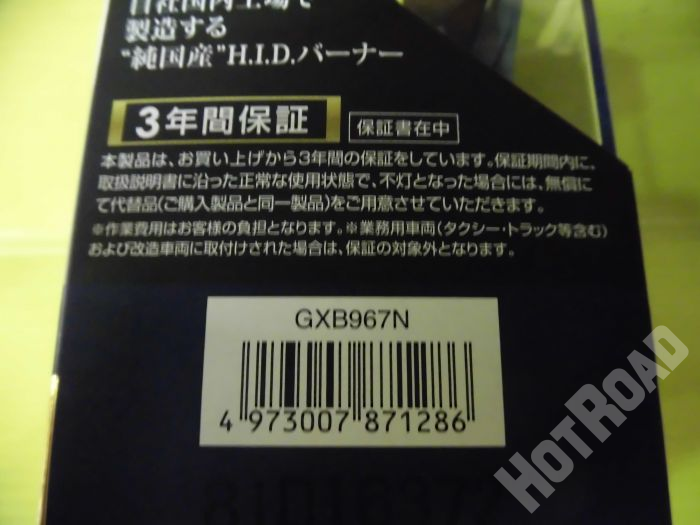 自社国内工場で
製造する
“純国産”H.I.D.バーナー
3年間保証
保証書在中
本製品は、お買い上げから3年間の保証をしています。保証期間内に、
取扱説明書に沿った正常な使用状態で、不灯となった場合には、無償に
て代替品(ご購入製品と同一製品)をご用意させていただきます。
※作業費用はお客様の負担となります。※業務用車両(タクシー・トラック等含む)
および改造車両に取付けされた場合は、保証の対象外となります。
GXB967N
4 973007 871286
HOTROAD